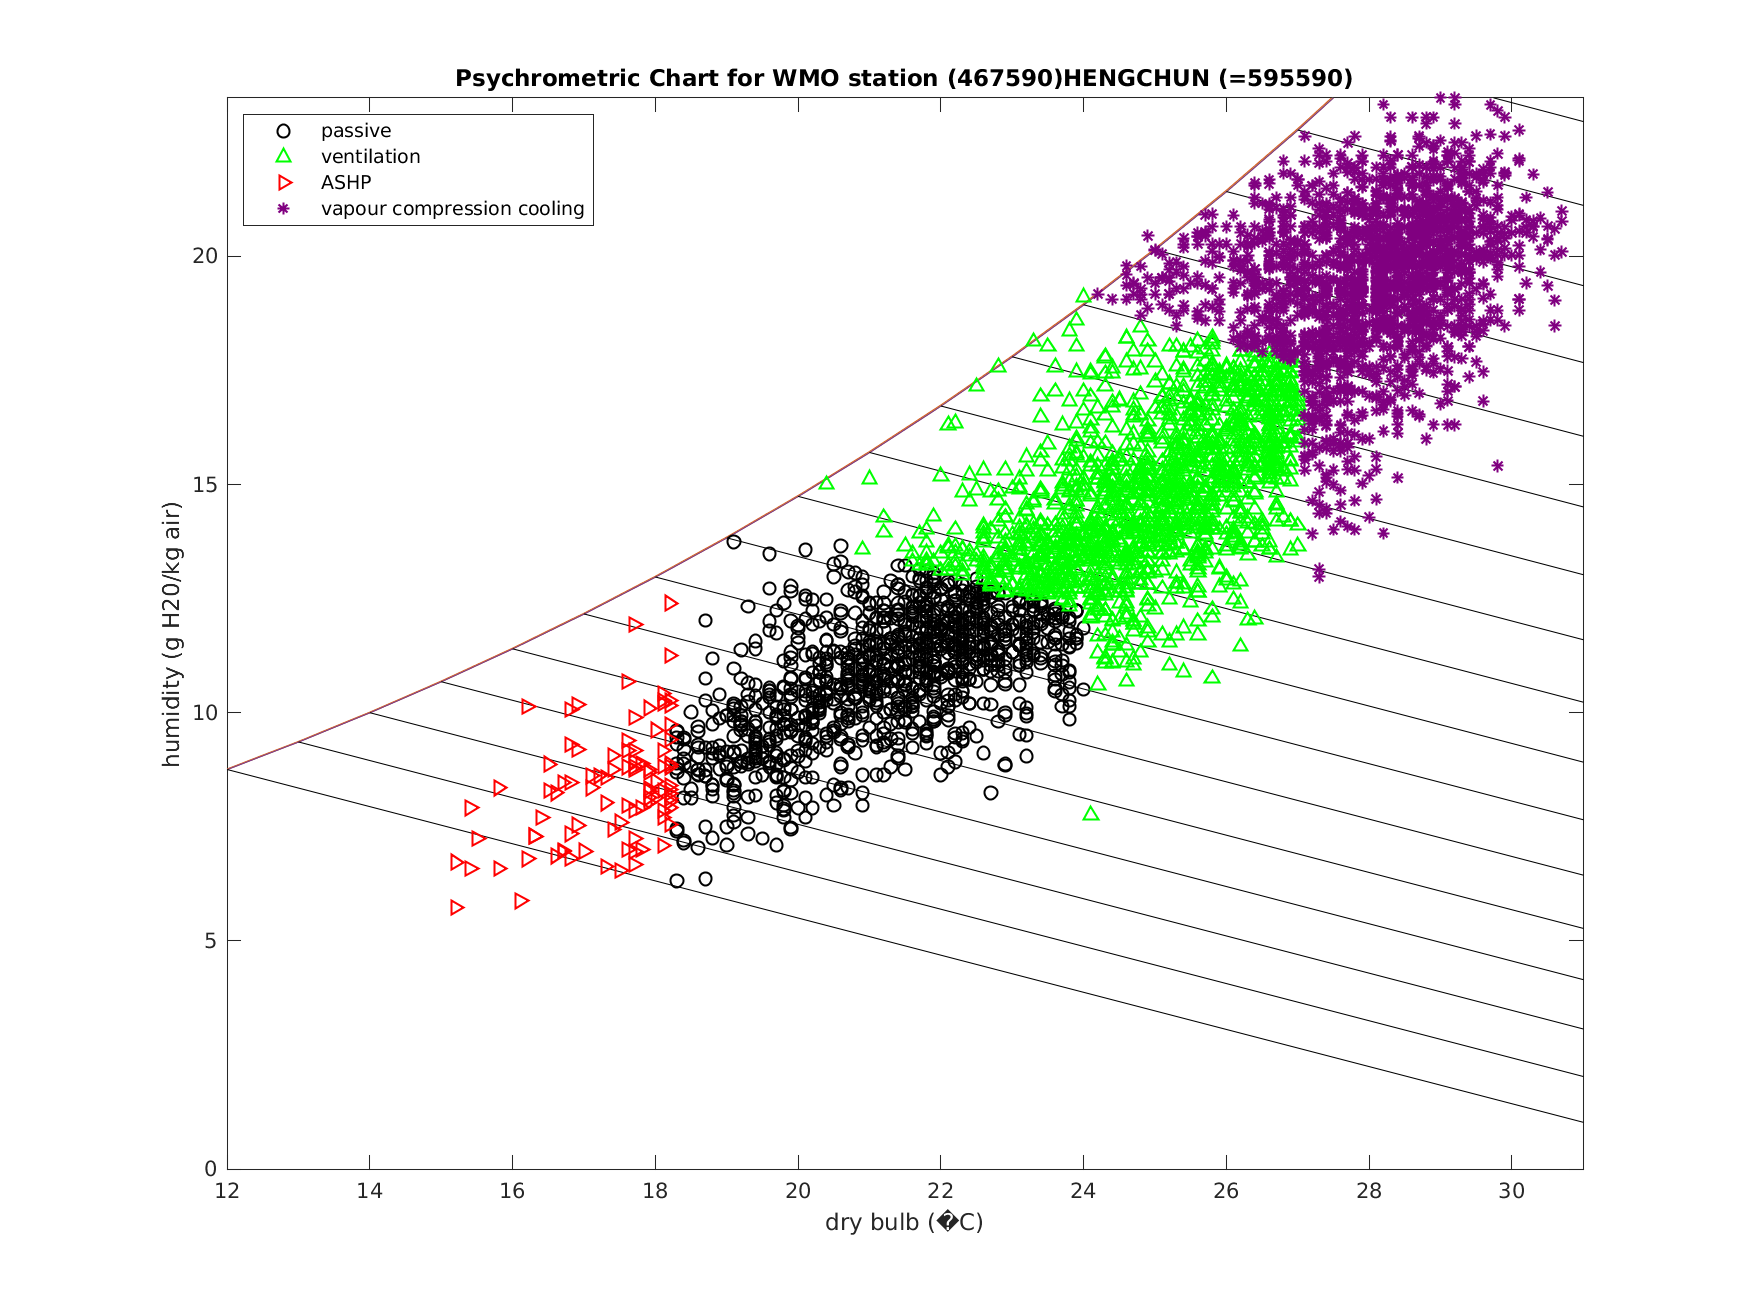 Psychrometric Chart for WMO station (467590)HENGCHUN (=595590)
passive
ventilation
ASHP
vapour compression cooling
humidity (g H20/kg air)
20
15
10
5
0
12 14 16 18 20 22 24 26 28 30
dry bulb (�C)